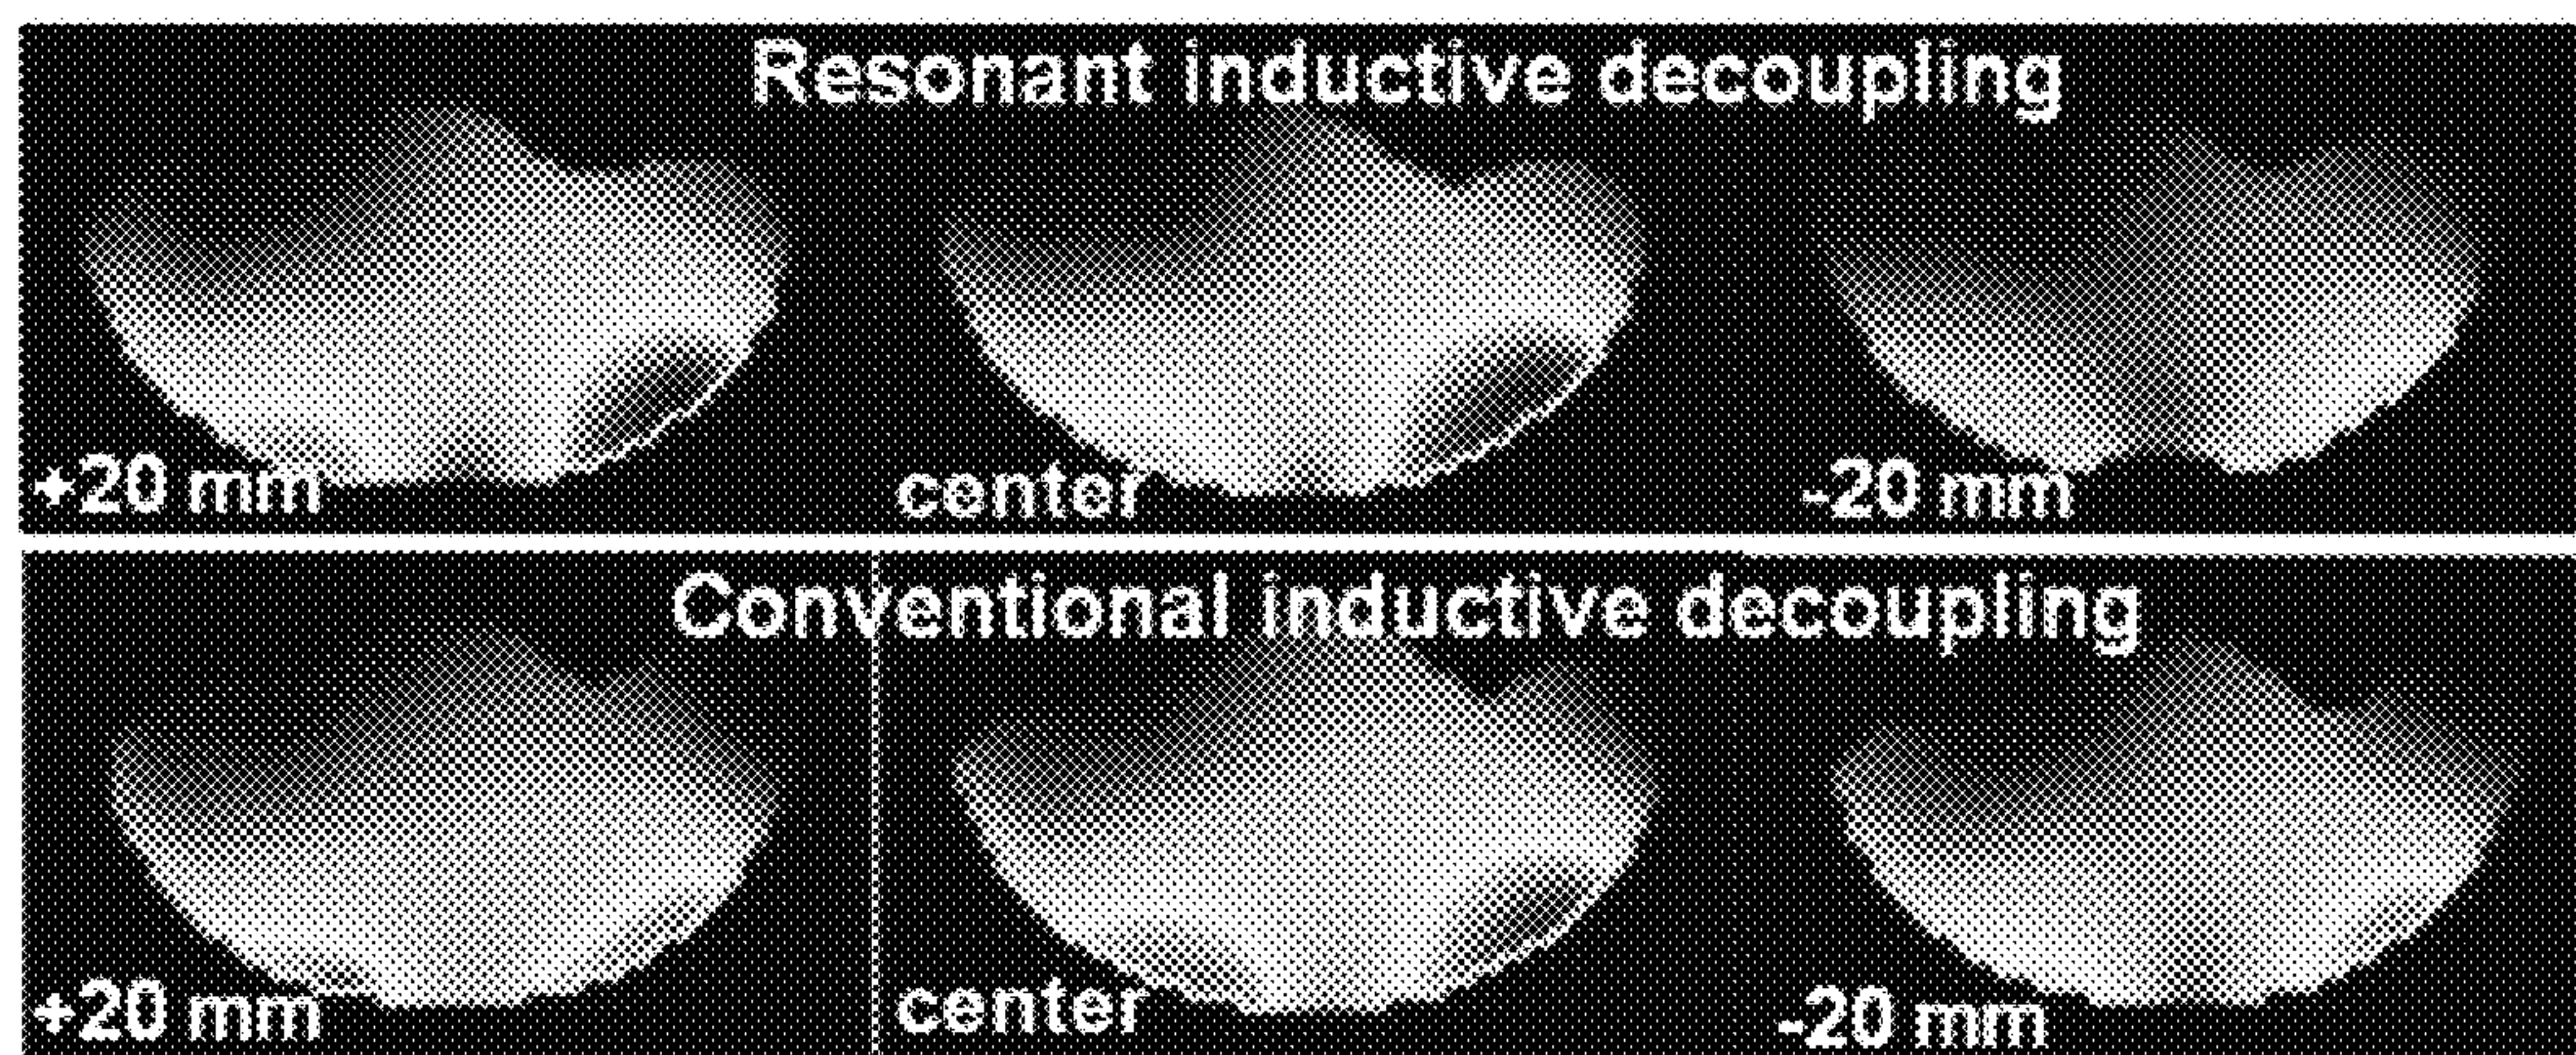 Resonant inductive decoupling
+20 mm center -20 mm
Conventional inductive decoupling
+20 mm center -20 mm